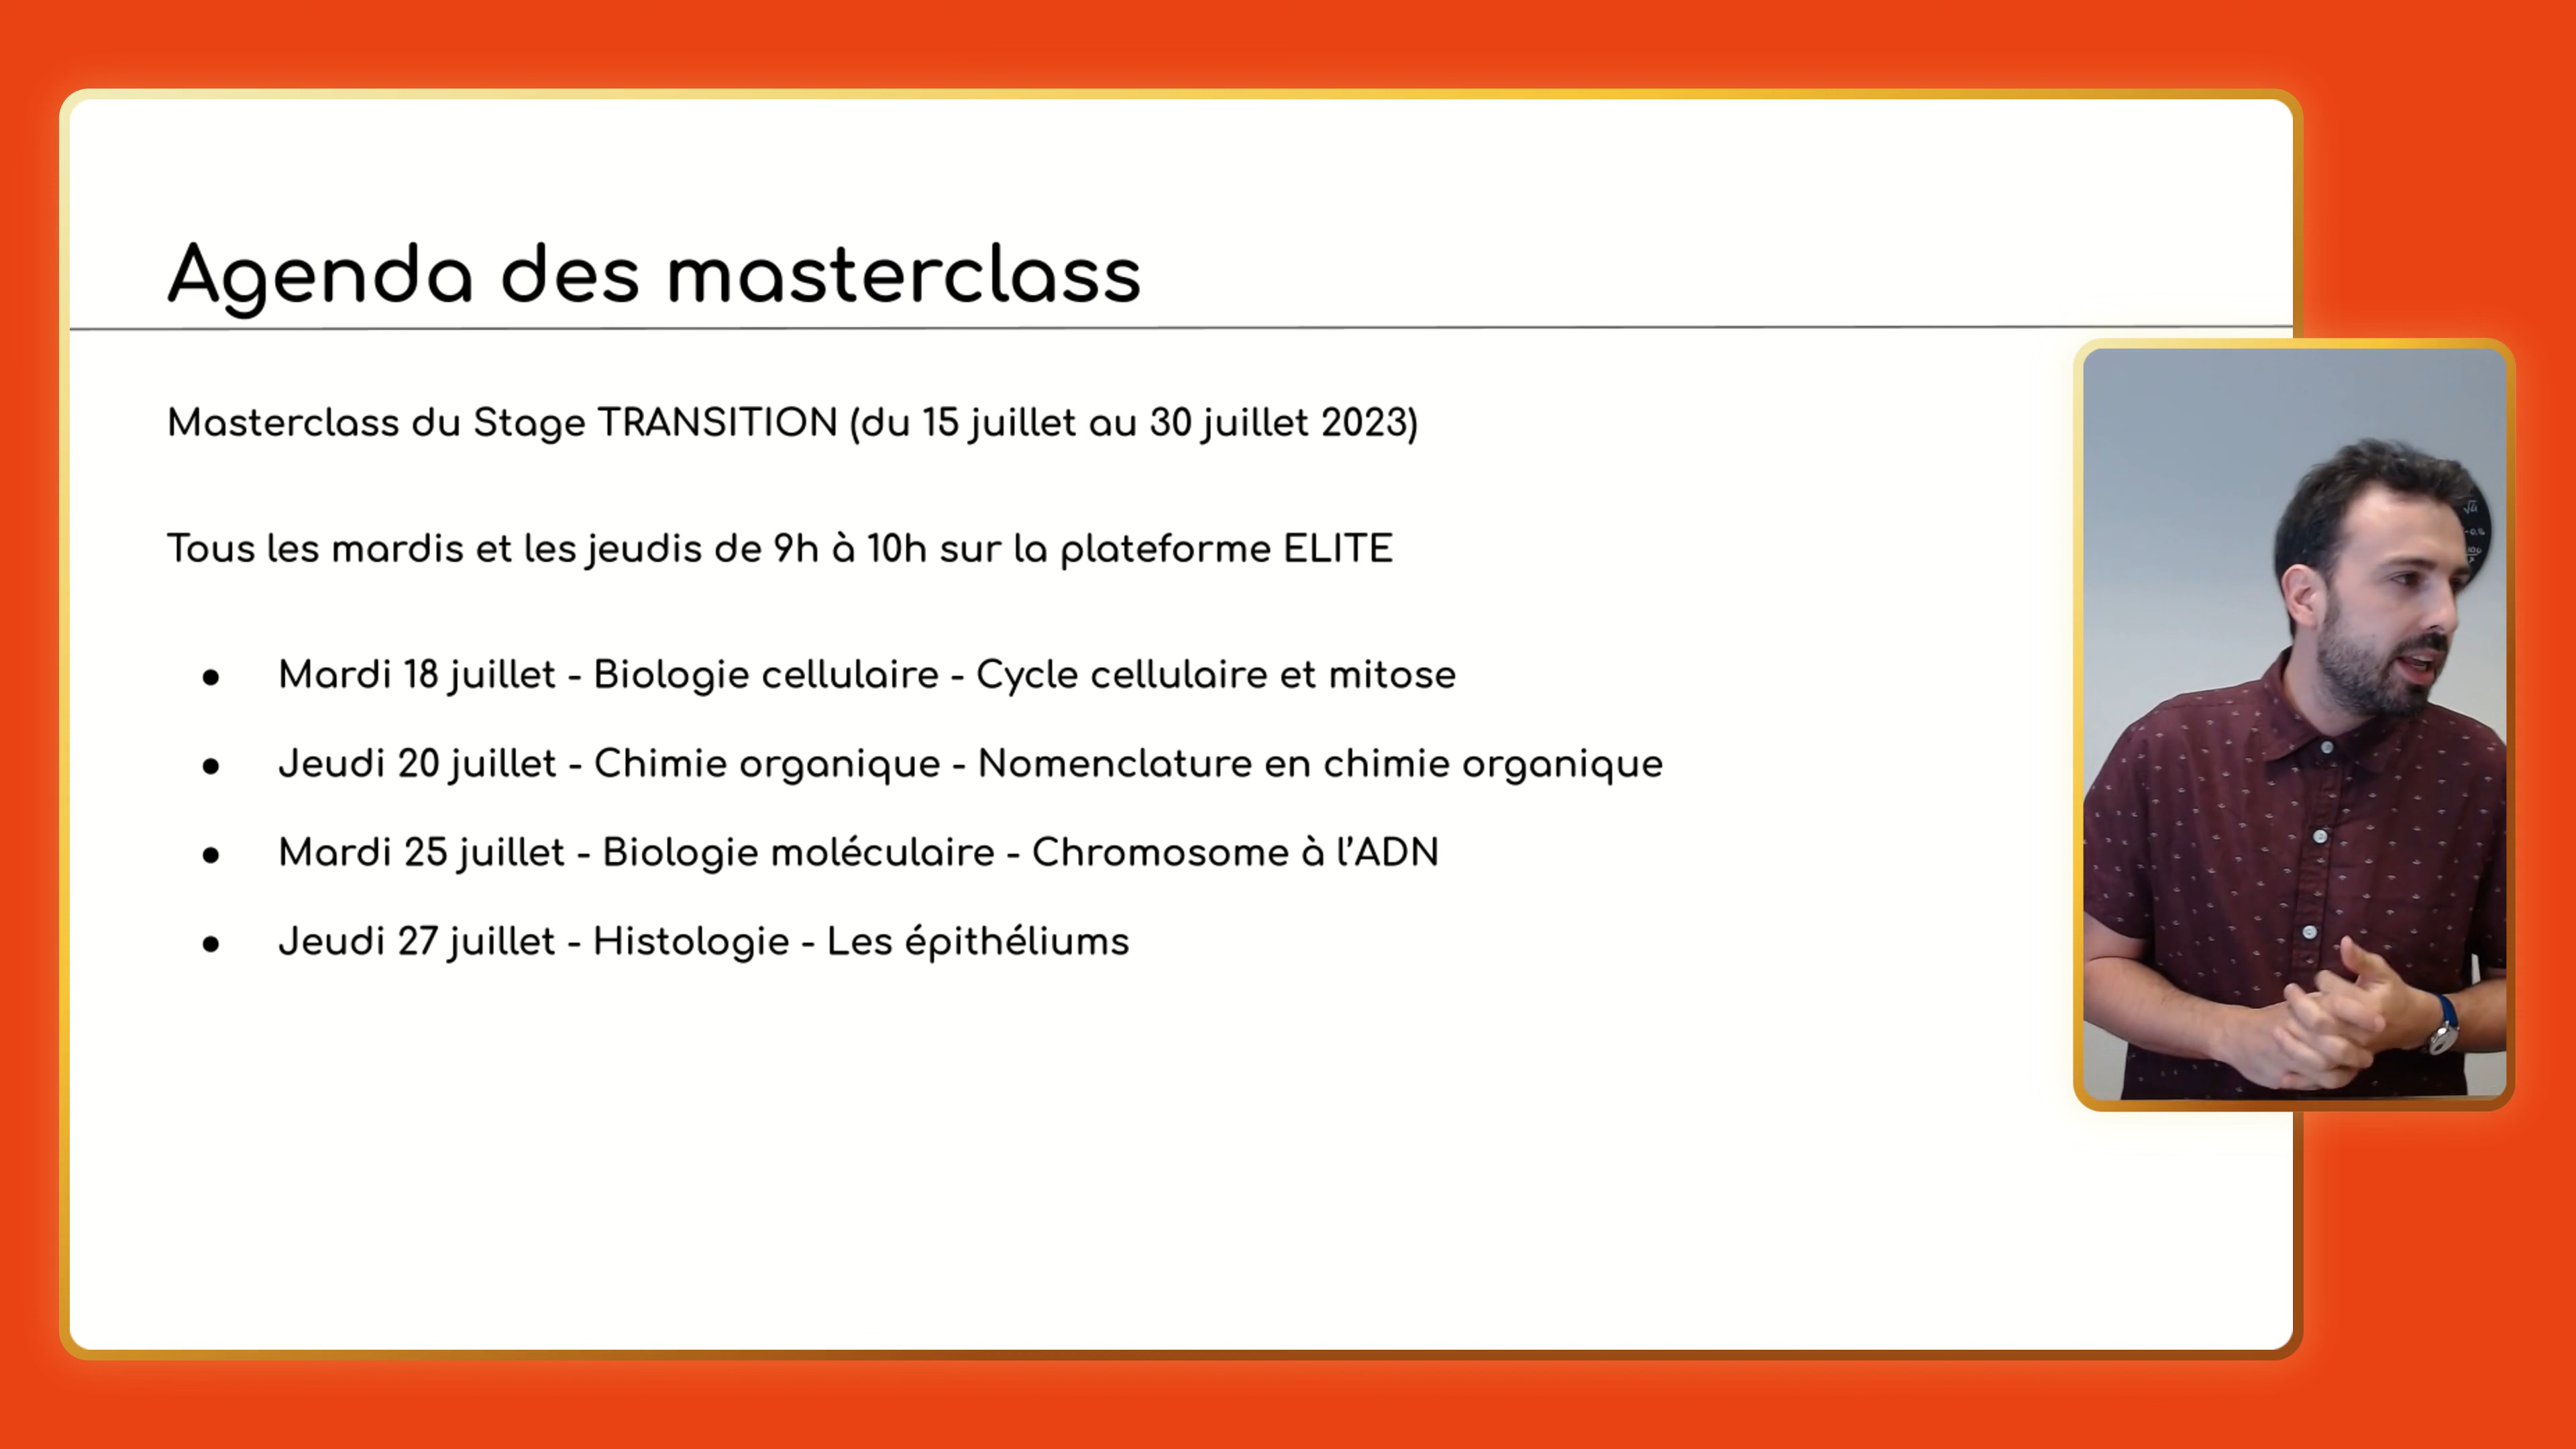 Agenda des masterclass
Masterclass du Stage TRANSITION (du 15 juillet au 30 juillet 2023)
Tous les mardis et les jeudis de 9h à 10h sur la plateforme ELITE
● Mardi 18 juillet - Biologie cellulaire - Cycle cellulaire et mitose
● Jeudi 20 juillet - Chimie organique - Nomenclature en chimie organique
● Mardi 25 juillet - Biologie moléculaire - Chromosome à l’ADN
● Jeudi 27 juillet - Histologie - Les épithéliums